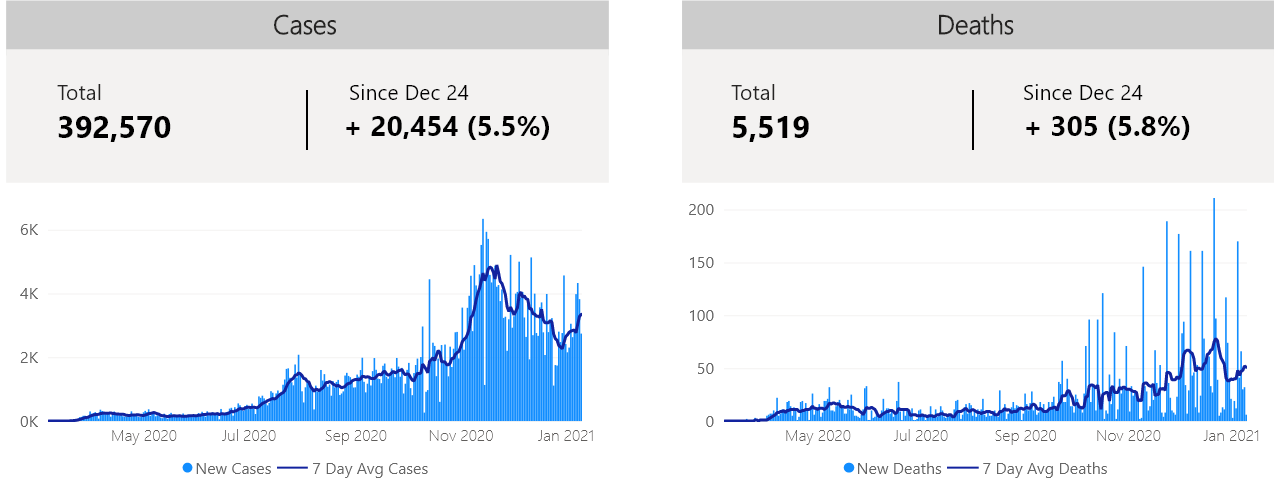 Cases
Total
392,570
Since Dec 24
+ 20,454 (5.5%)
6K
4K
2K
0K
May 2020 Jul 2020 Sep 2020 Nov 2020 Jan 2021
New Cases 7 Day Avg Cases
Deaths
Total
5,519
Since Dec 24
+ 305 (5.8%)
200
150
100
50
0
May 2020 Jul 2020 Sep 2020 Nov 2020 Jan 2021
New Deaths 7 Day Avg Deaths